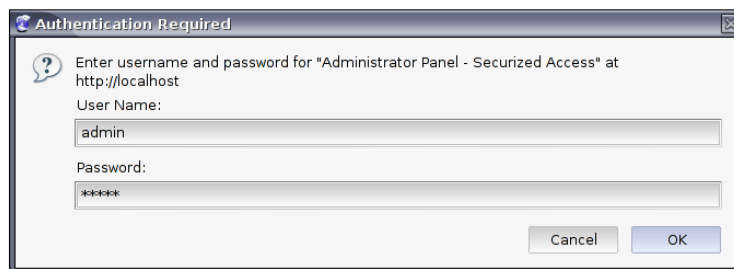 Authentication Required
Enter username and password for "Administrator Panel - Securized Access" at
http://localhost
User Name:
admin
Password:
*****
Cancel
OK